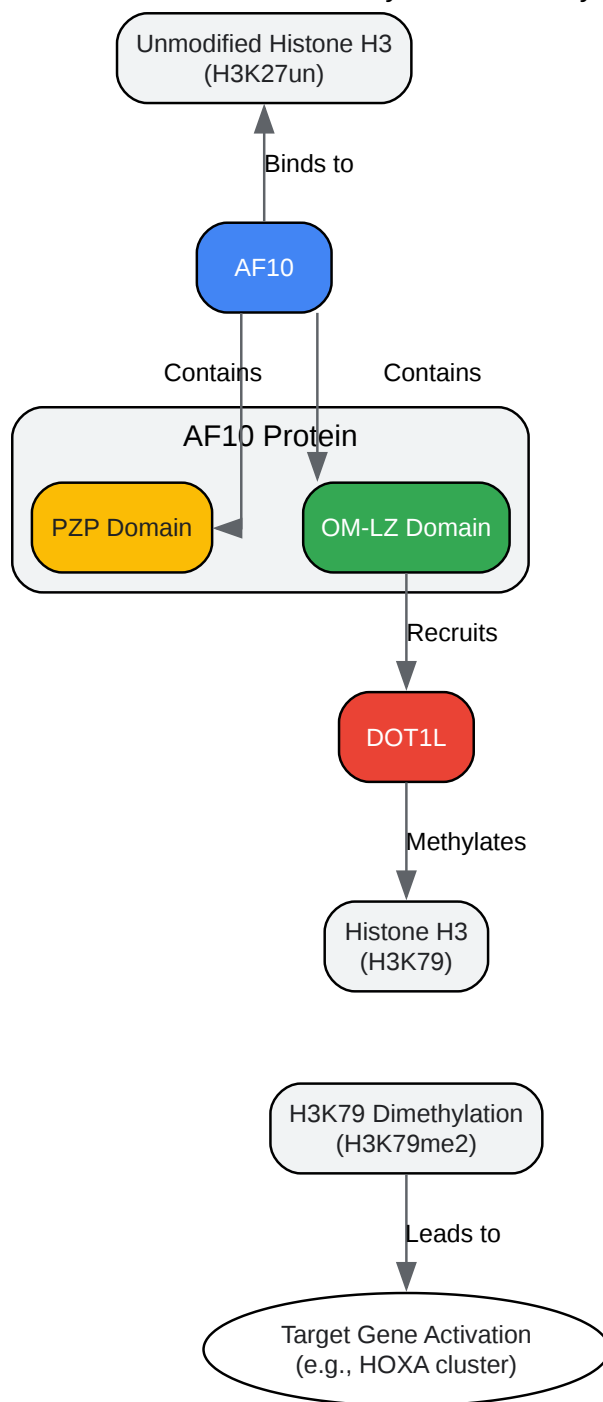 Unmodified Histone H3
(H3K27un)
Binds to
AF10
Contains
Contains
AF10 Protein
PZP Domain
OM-LZ Domain
Recruits
DOT1L
Methylates
Histone H3
(H3K79)
H3K79 Dimethylation
(H3K79me2)
Leads to
Target Gene Activation
(e.g., HOXA cluster)